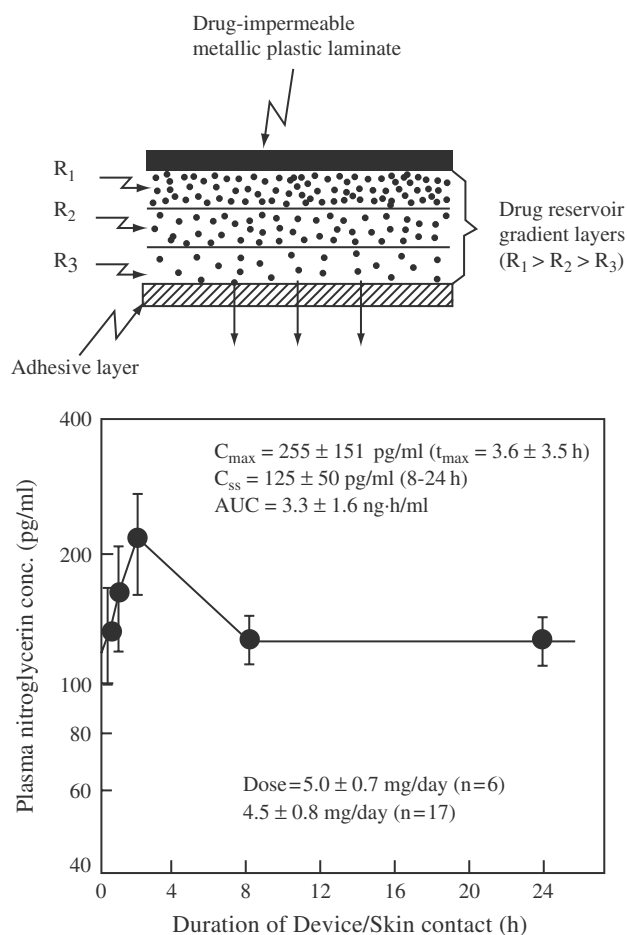 Drug-impermeable
metallic plastic laminate
R₁
R₂
R₃
Drug reservoir
gradient layers
(R₁ > R₂ > R₃)
Adhesive layer
Plasma nitroglycerin conc. (pg/ml)
400
200
100
80
60
40
Cmax = 255 ± 151 pg/ml (tmax = 3.6 ± 3.5 h)
Css = 125 ± 50 pg/ml (8-24 h)
AUC = 3.3 ± 1.6 ng·h/ml
Dose = 5.0 ± 0.7 mg/day (n=6)
4.5 ± 0.8 mg/day (n=17)
0 4 8 12 16 20 24
Duration of Device/Skin contact (h)